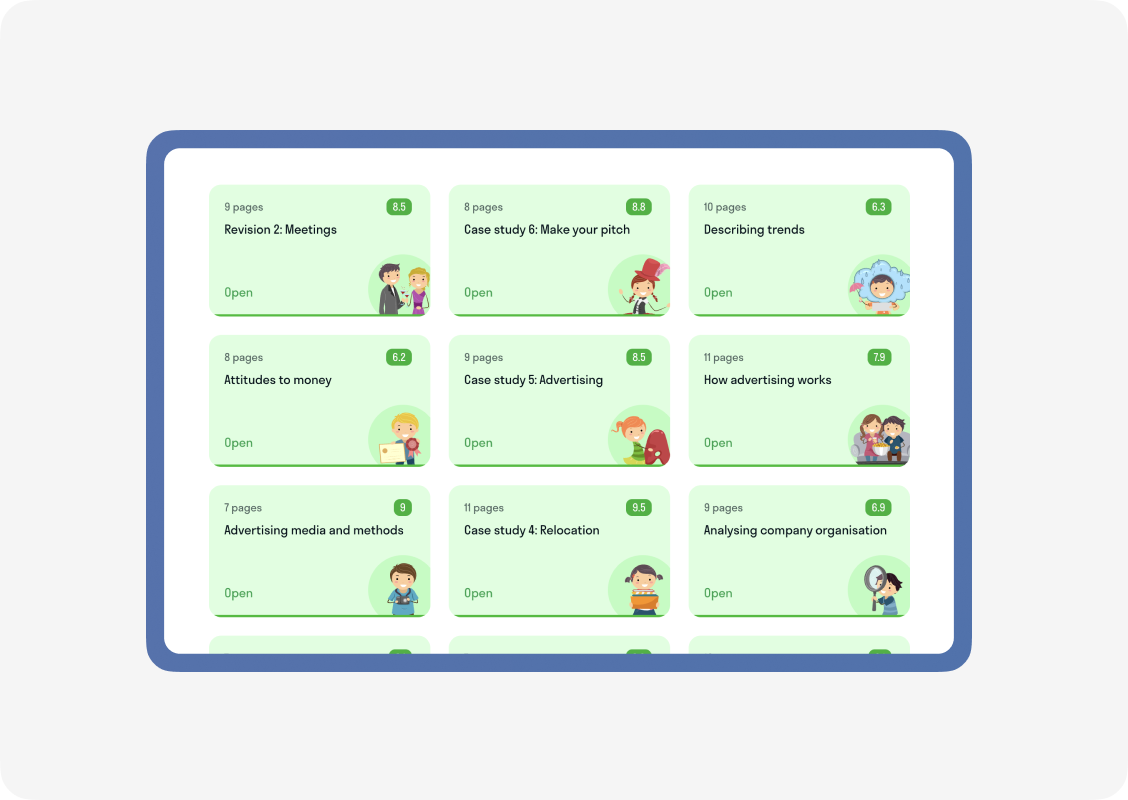 9 pages 8.5
Revision 2: Meetings
Open
8 pages 8.8
Case study 6: Make your pitch
Open
10 pages 6.3
Describing trends
Open
8 pages 6.2
Attitudes to money
Open
9 pages 8.5
Case study 5: Advertising
Open
11 pages 7.9
How advertising works
Open
7 pages 9
Advertising media and methods
Open
11 pages 9.5
Case study 4: Relocation
Open
9 pages 6.9
Analysing company organisation
Open